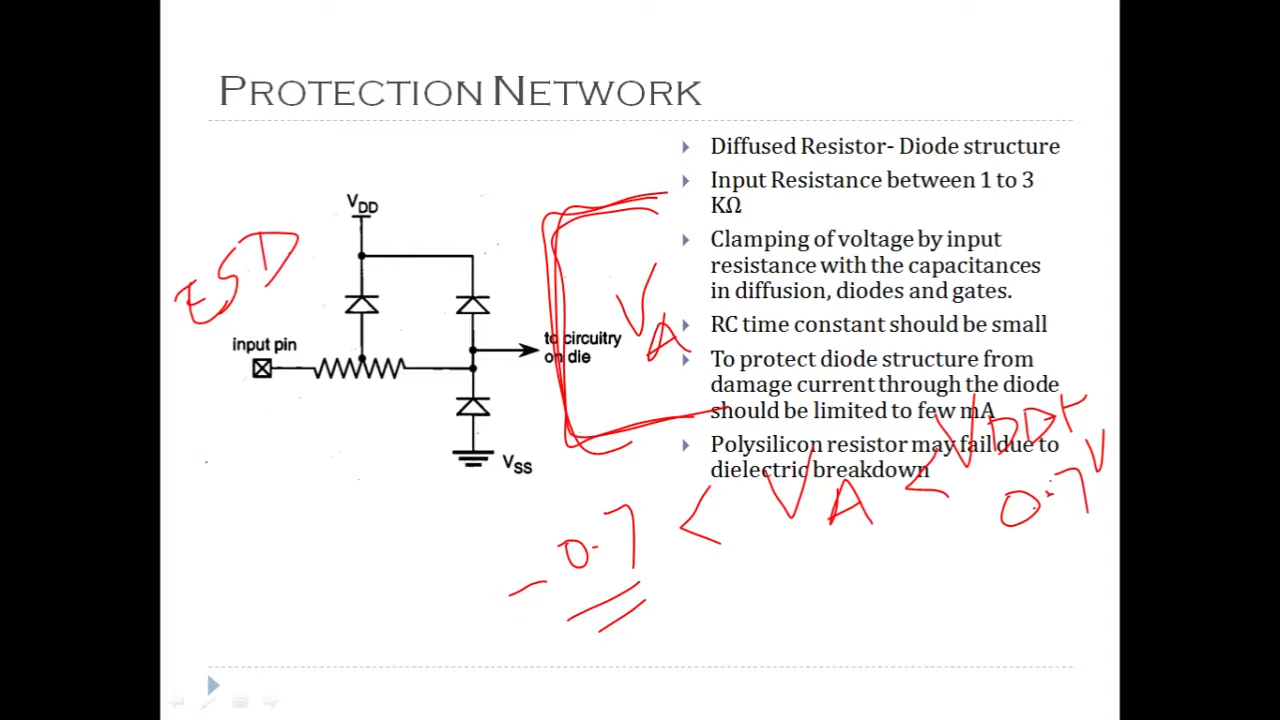 PROTECTION NETWORK
Diffused Resistor- Diode structure
Input Resistance between 1 to 3
KΩ
Clamping of voltage by input
resistance with the capacitances
in diffusion, diodes and gates.
RC time constant should be small
To protect diode structure from
damage current through the diode
should be limited to few mA
Polysilicon resistor may fail due to
dielectric breakdown
VDD
ESD
input pin
to circuitry
on die
VSS
VA
-0.7 < VA < VDD+
0.7V